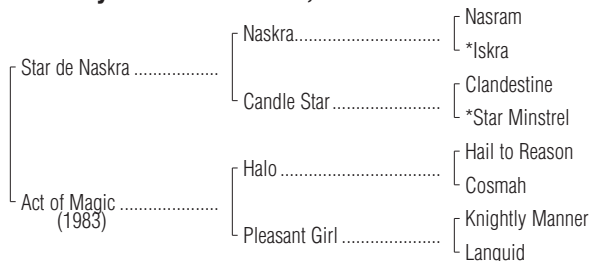 Nasram
Naskra......................................
*Iskra
Star de Naskra ..................
Clandestine
Candle Star............................
*Star Minstrel
Hail to Reason
Halo .........................................
Cosmah
Act of Magic .....................
(1983)
Knightly Manner
Pleasant Girl .........................
Languid